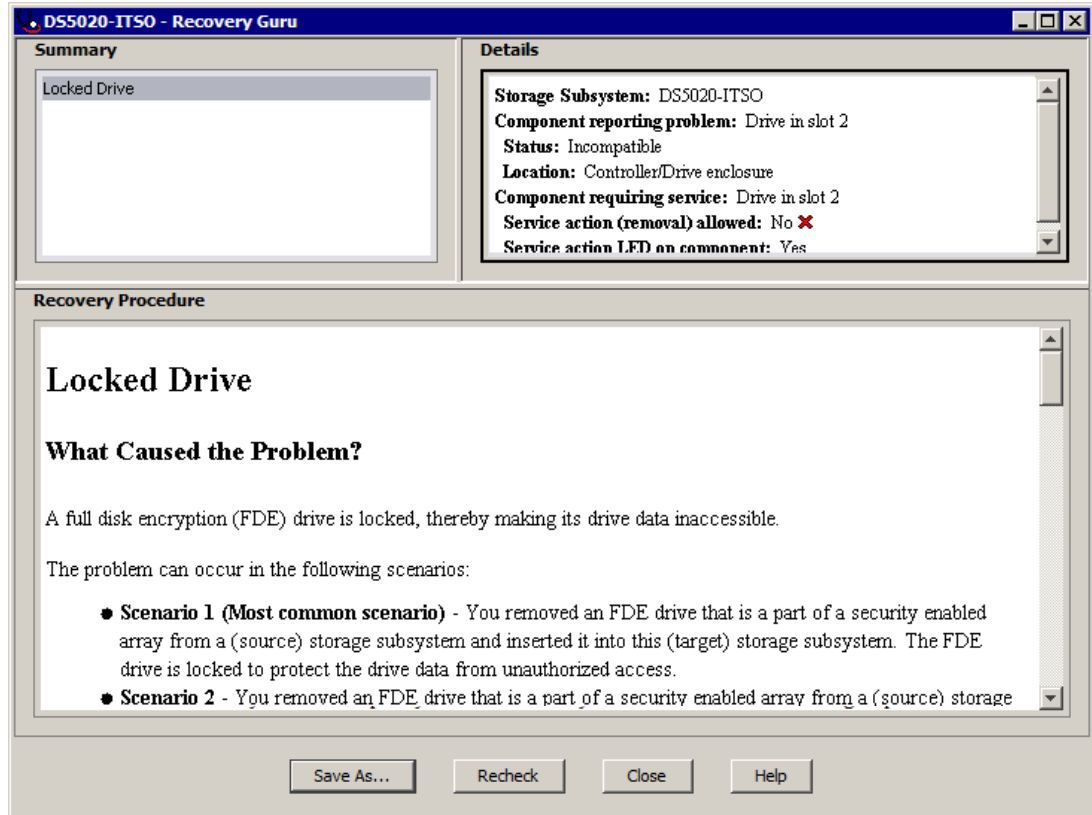 DS5020-ITSO - Recovery Guru
Summary
Locked Drive
Details
Storage Subsystem: DS5020-ITSO
Component reporting problem: Drive in slot 2
Status: Incompatible
Location: Controller/Drive enclosure
Component requiring service: Drive in slot 2
Service action (removal) allowed: No
Service action LED on component: Yes
Recovery Procedure
Locked Drive
What Caused the Problem?
A full disk encryption (FDE) drive is locked, thereby making its drive data inaccessible.
The problem can occur in the following scenarios:
Scenario 1 (Most common scenario) - You removed an FDE drive that is a part of a security enabled
array from a (source) storage subsystem and inserted it into this (target) storage subsystem. The FDE
drive is locked to protect the drive data from unauthorized access.
Scenario 2 - You removed an FDE drive that is a part of a security enabled array from a (source) storage
Save As...
Recheck
Close
Help